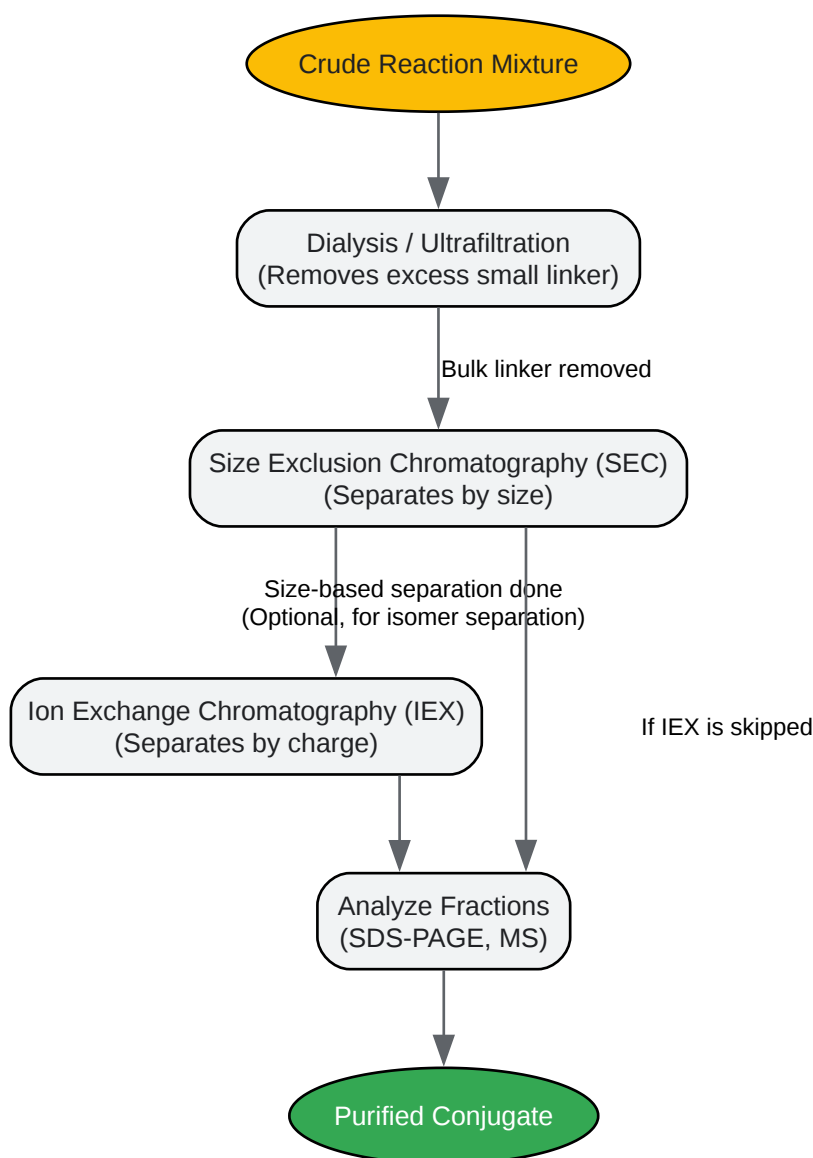 Crude Reaction Mixture
Dialysis / Ultrafiltration
(Removes excess small linker)
Bulk linker removed
Size Exclusion Chromatography (SEC)
(Separates by size)
Size-based separation done
(Optional, for isomer separation)
Ion Exchange Chromatography (IEX)
(Separates by charge)
If IEX is skipped
Analyze Fractions
(SDS-PAGE, MS)
Purified Conjugate